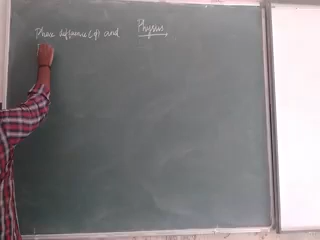 Physics
Phase difference (ϕ) and